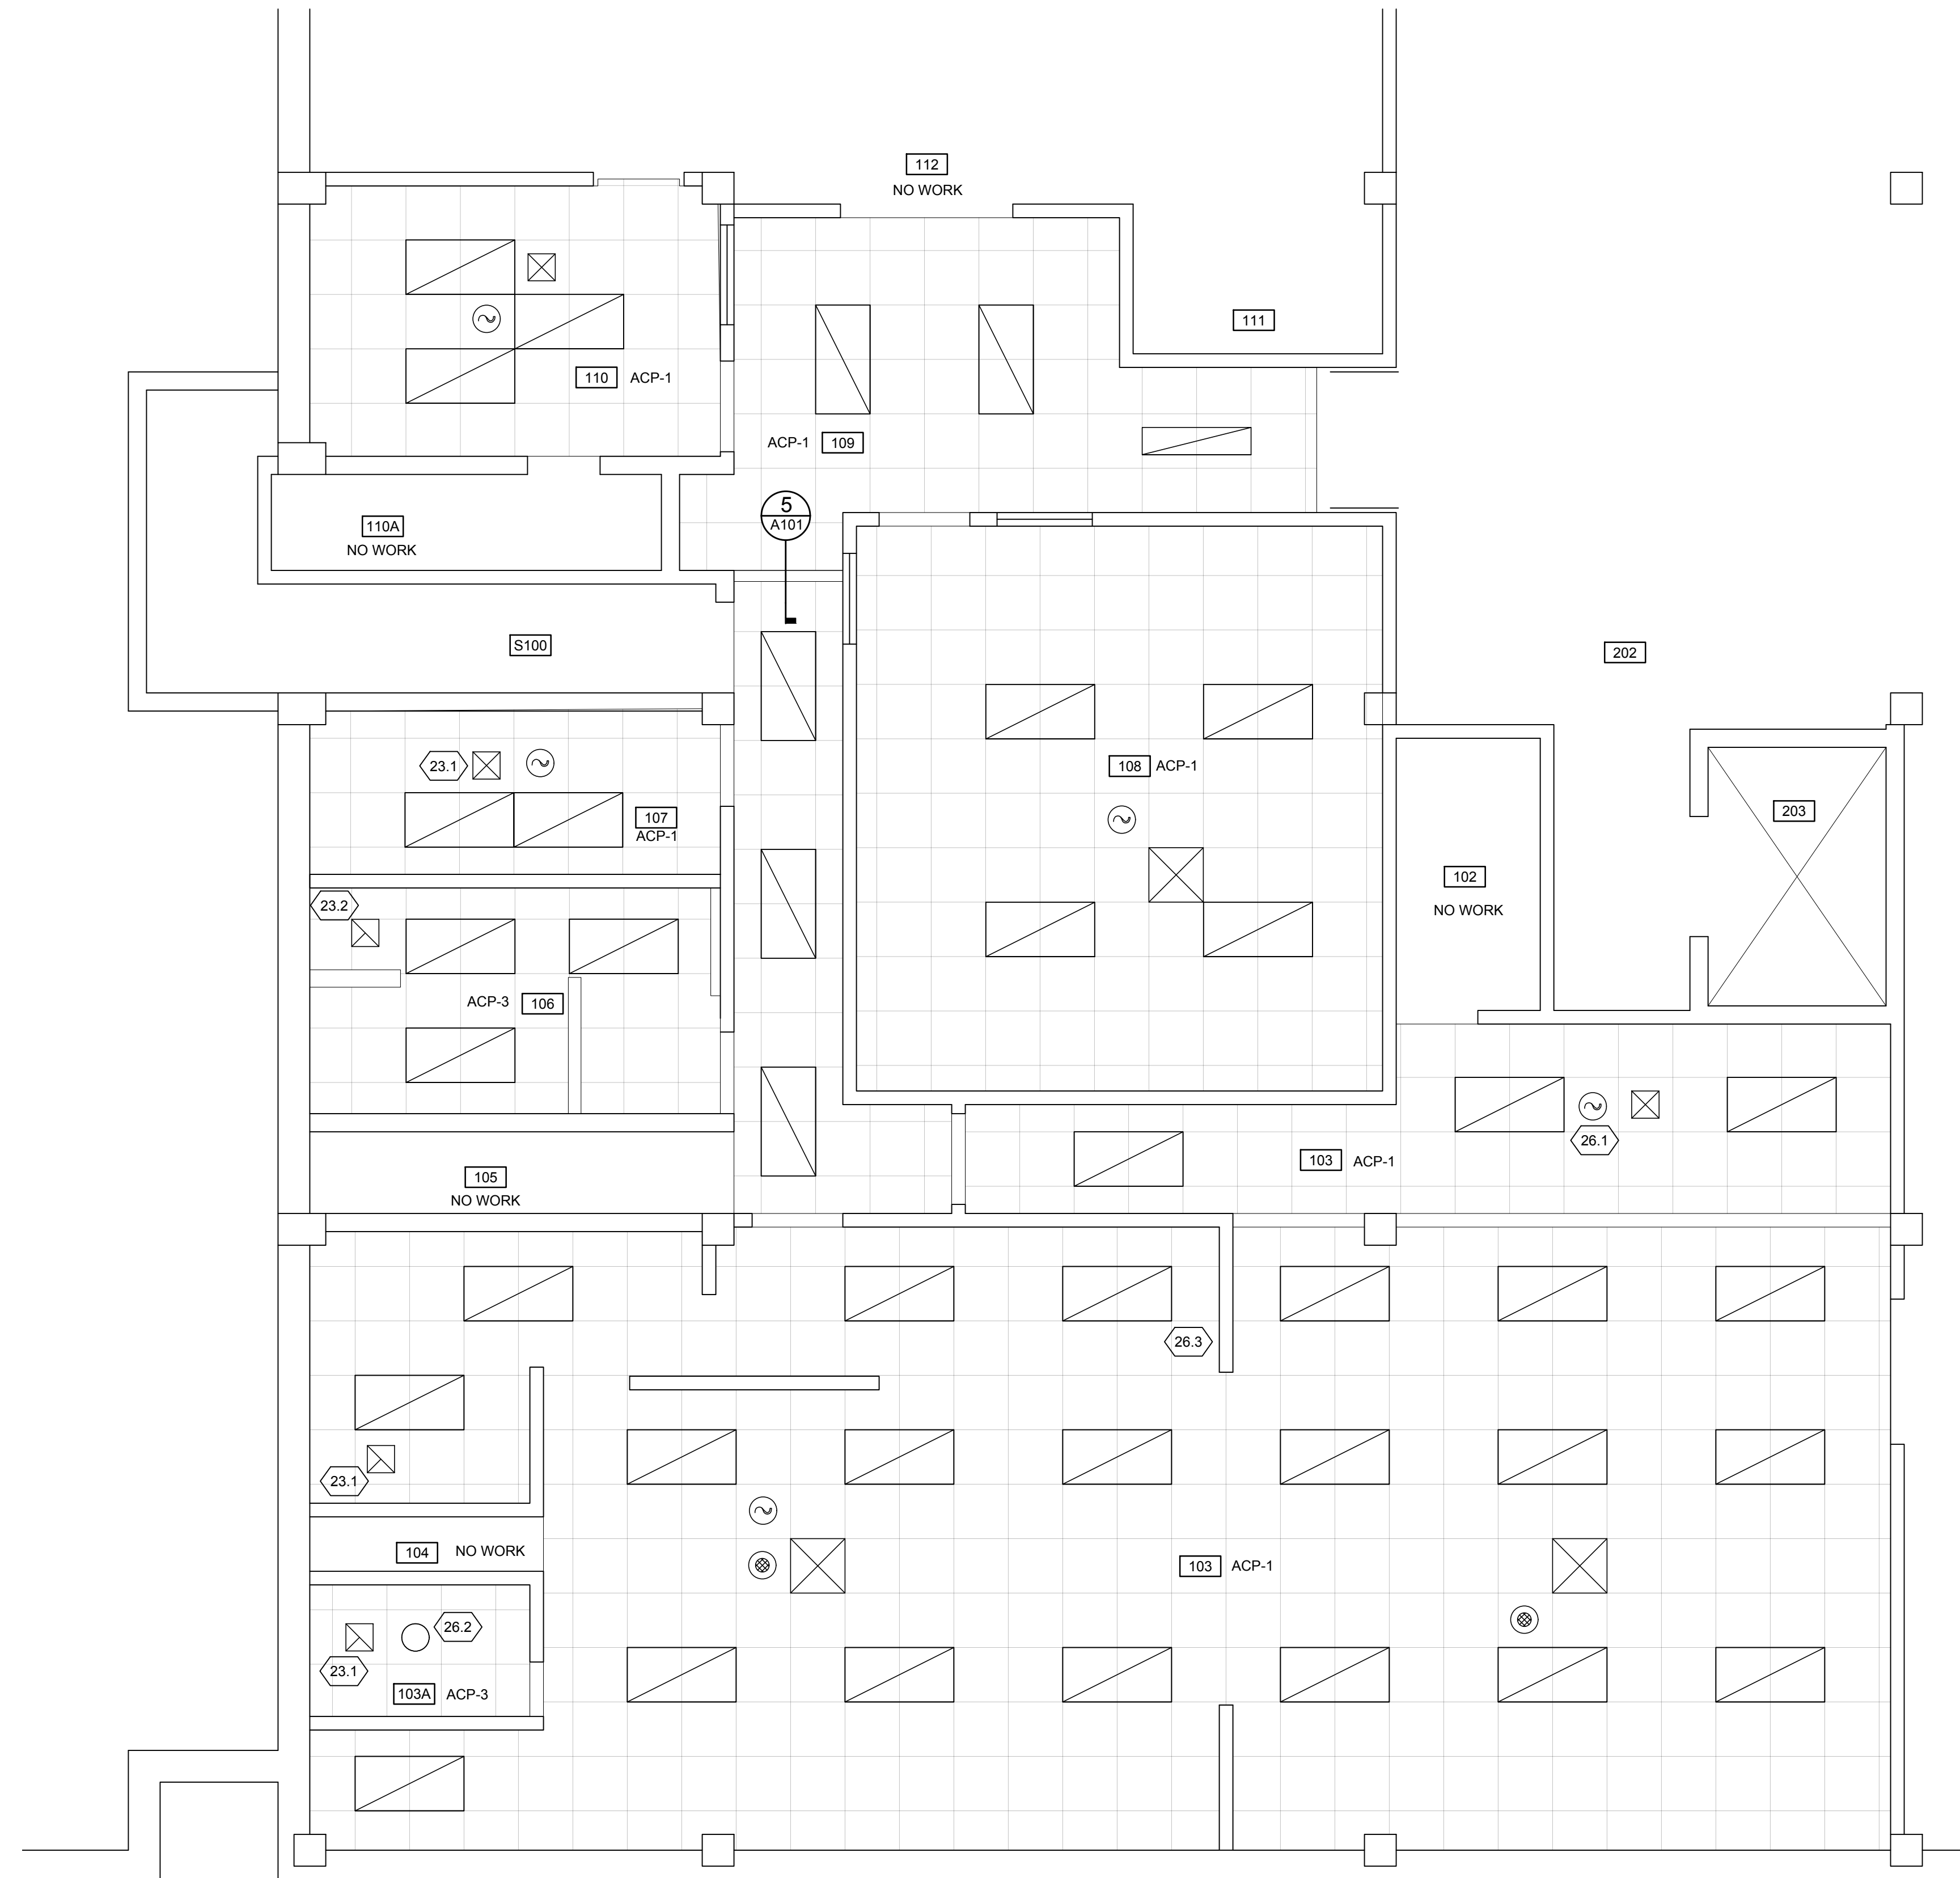 112
NO WORK
111
110 ACP-1
ACP-1 109
5
A101
110A
NO WORK
S100
202
23.1
108 ACP-1
107
ACP-1
203
102
NO WORK
23.2
ACP-3 106
26.1
103 ACP-1
105
NO WORK
26.3
23.1
104 NO WORK
103 ACP-1
26.2
23.1
103A ACP-3